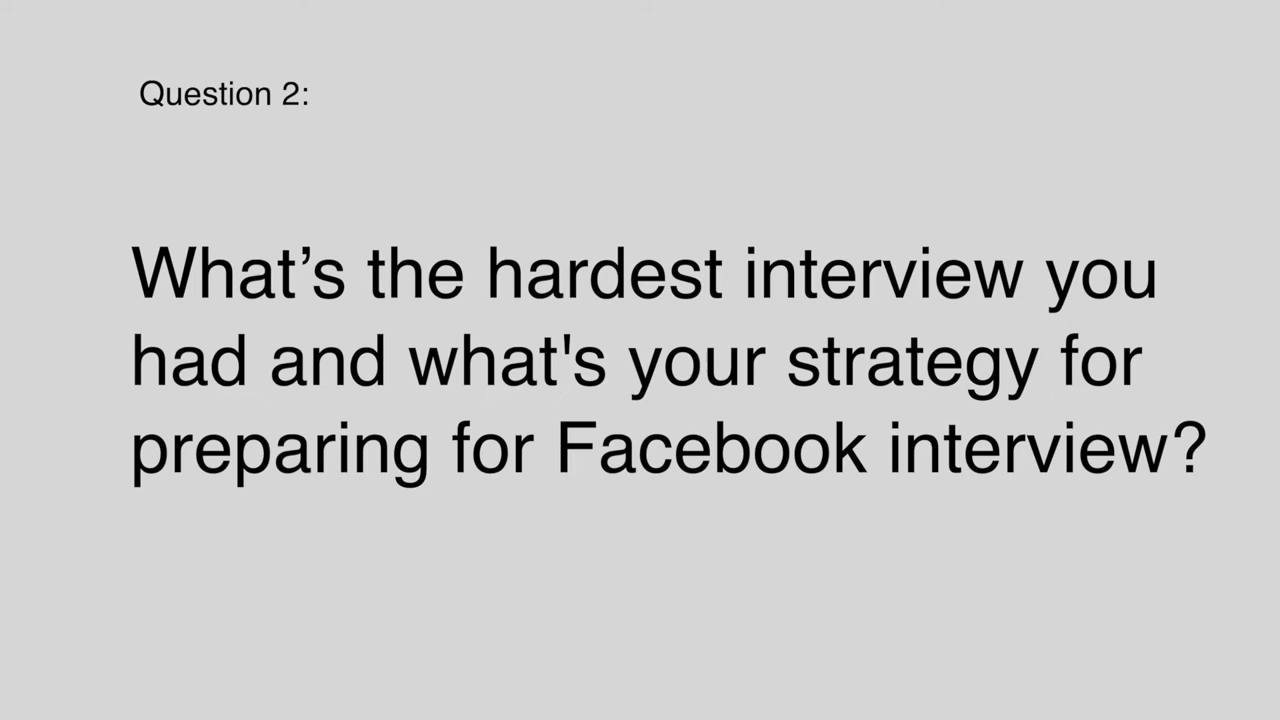 Question 2:
What’s the hardest interview you
had and what's your strategy for
preparing for Facebook interview?